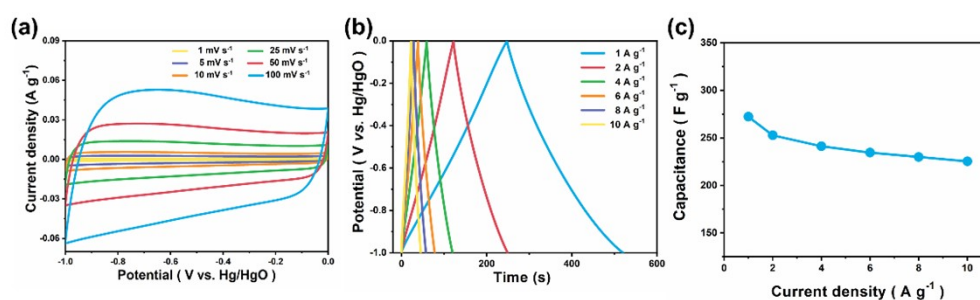 (a)
Current density (A g⁻¹)
0.09
0.06
0.03
0.00
-0.03
-0.06
1 mV s⁻¹
5 mV s⁻¹
10 mV s⁻¹
25 mV s⁻¹
50 mV s⁻¹
100 mV s⁻¹
-1.0 -0.8 -0.6 -0.4 -0.2 0.0
Potential ( V vs. Hg/HgO)
(b)
Potential ( V vs. Hg/HgO)
0.0
-0.2
-0.4
-0.6
-0.8
-1.0
1 A g⁻¹
2 A g⁻¹
4 A g⁻¹
6 A g⁻¹
8 A g⁻¹
10 A g⁻¹
0 200 400 600
Time (s)
(c)
Capacitance ( F g⁻¹)
350
300
250
200
150
0 2 4 6 8 10
Current density ( A g⁻¹)